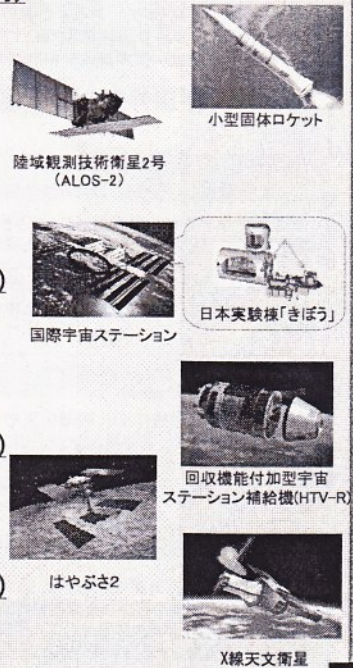 小型固体ロケット
陸域観測技術衛星2号
(ALOS-2)
日本実験棟「きぼう」
国際宇宙ステーション
回収機能付加型宇宙
ステーション補給機(HTV-R)
はやぶさ2
X線天文衛星